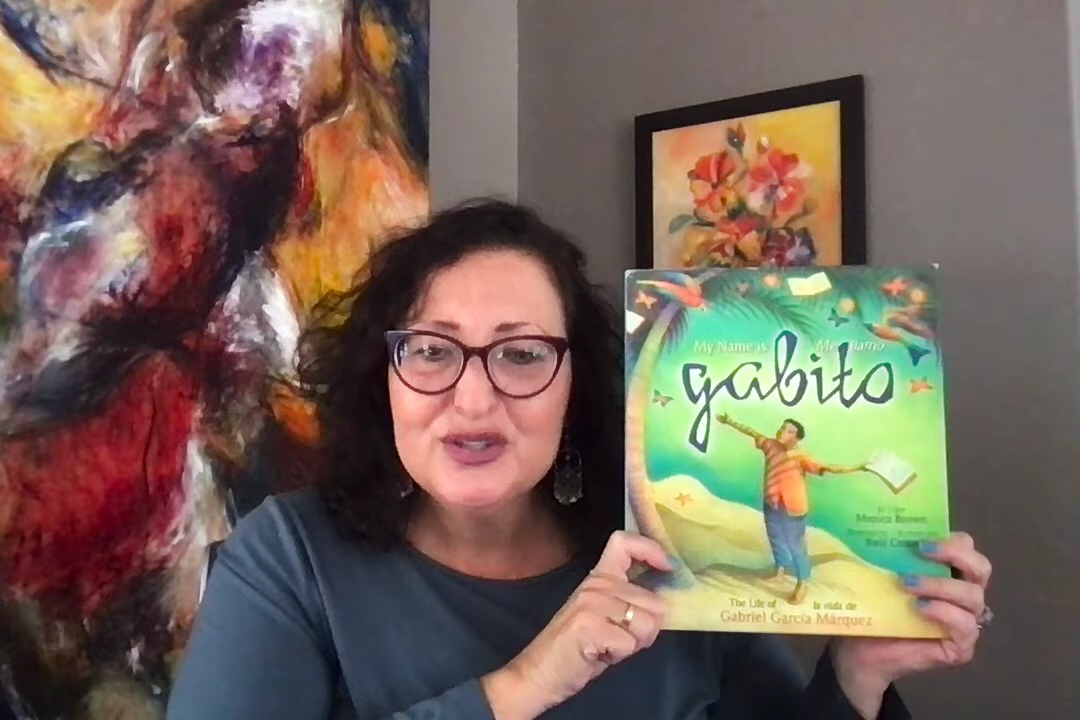 My Name is Me llamo
gabito
Monica Brown
The Life of la vida de
Gabriel García Márquez